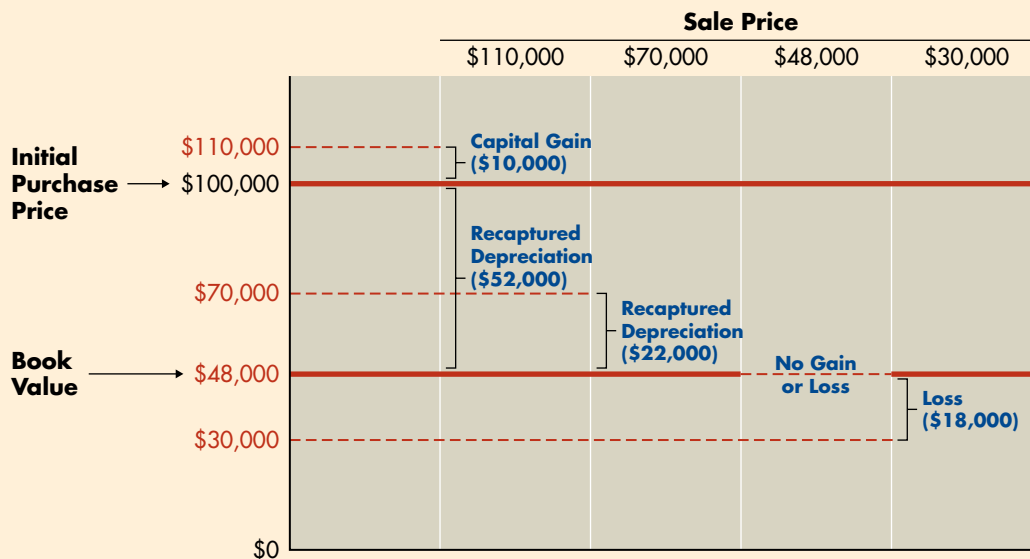 Sale Price
$110,000 $70,000 $48,000 $30,000
$110,000
Capital Gain
($10,000)
Initial
Purchase
Price
$100,000
Recaptured
Depreciation
($52,000)
$70,000
Recaptured
Depreciation
($22,000)
Book
Value
$48,000
No Gain
or Loss
Loss
($18,000)
$30,000
$0